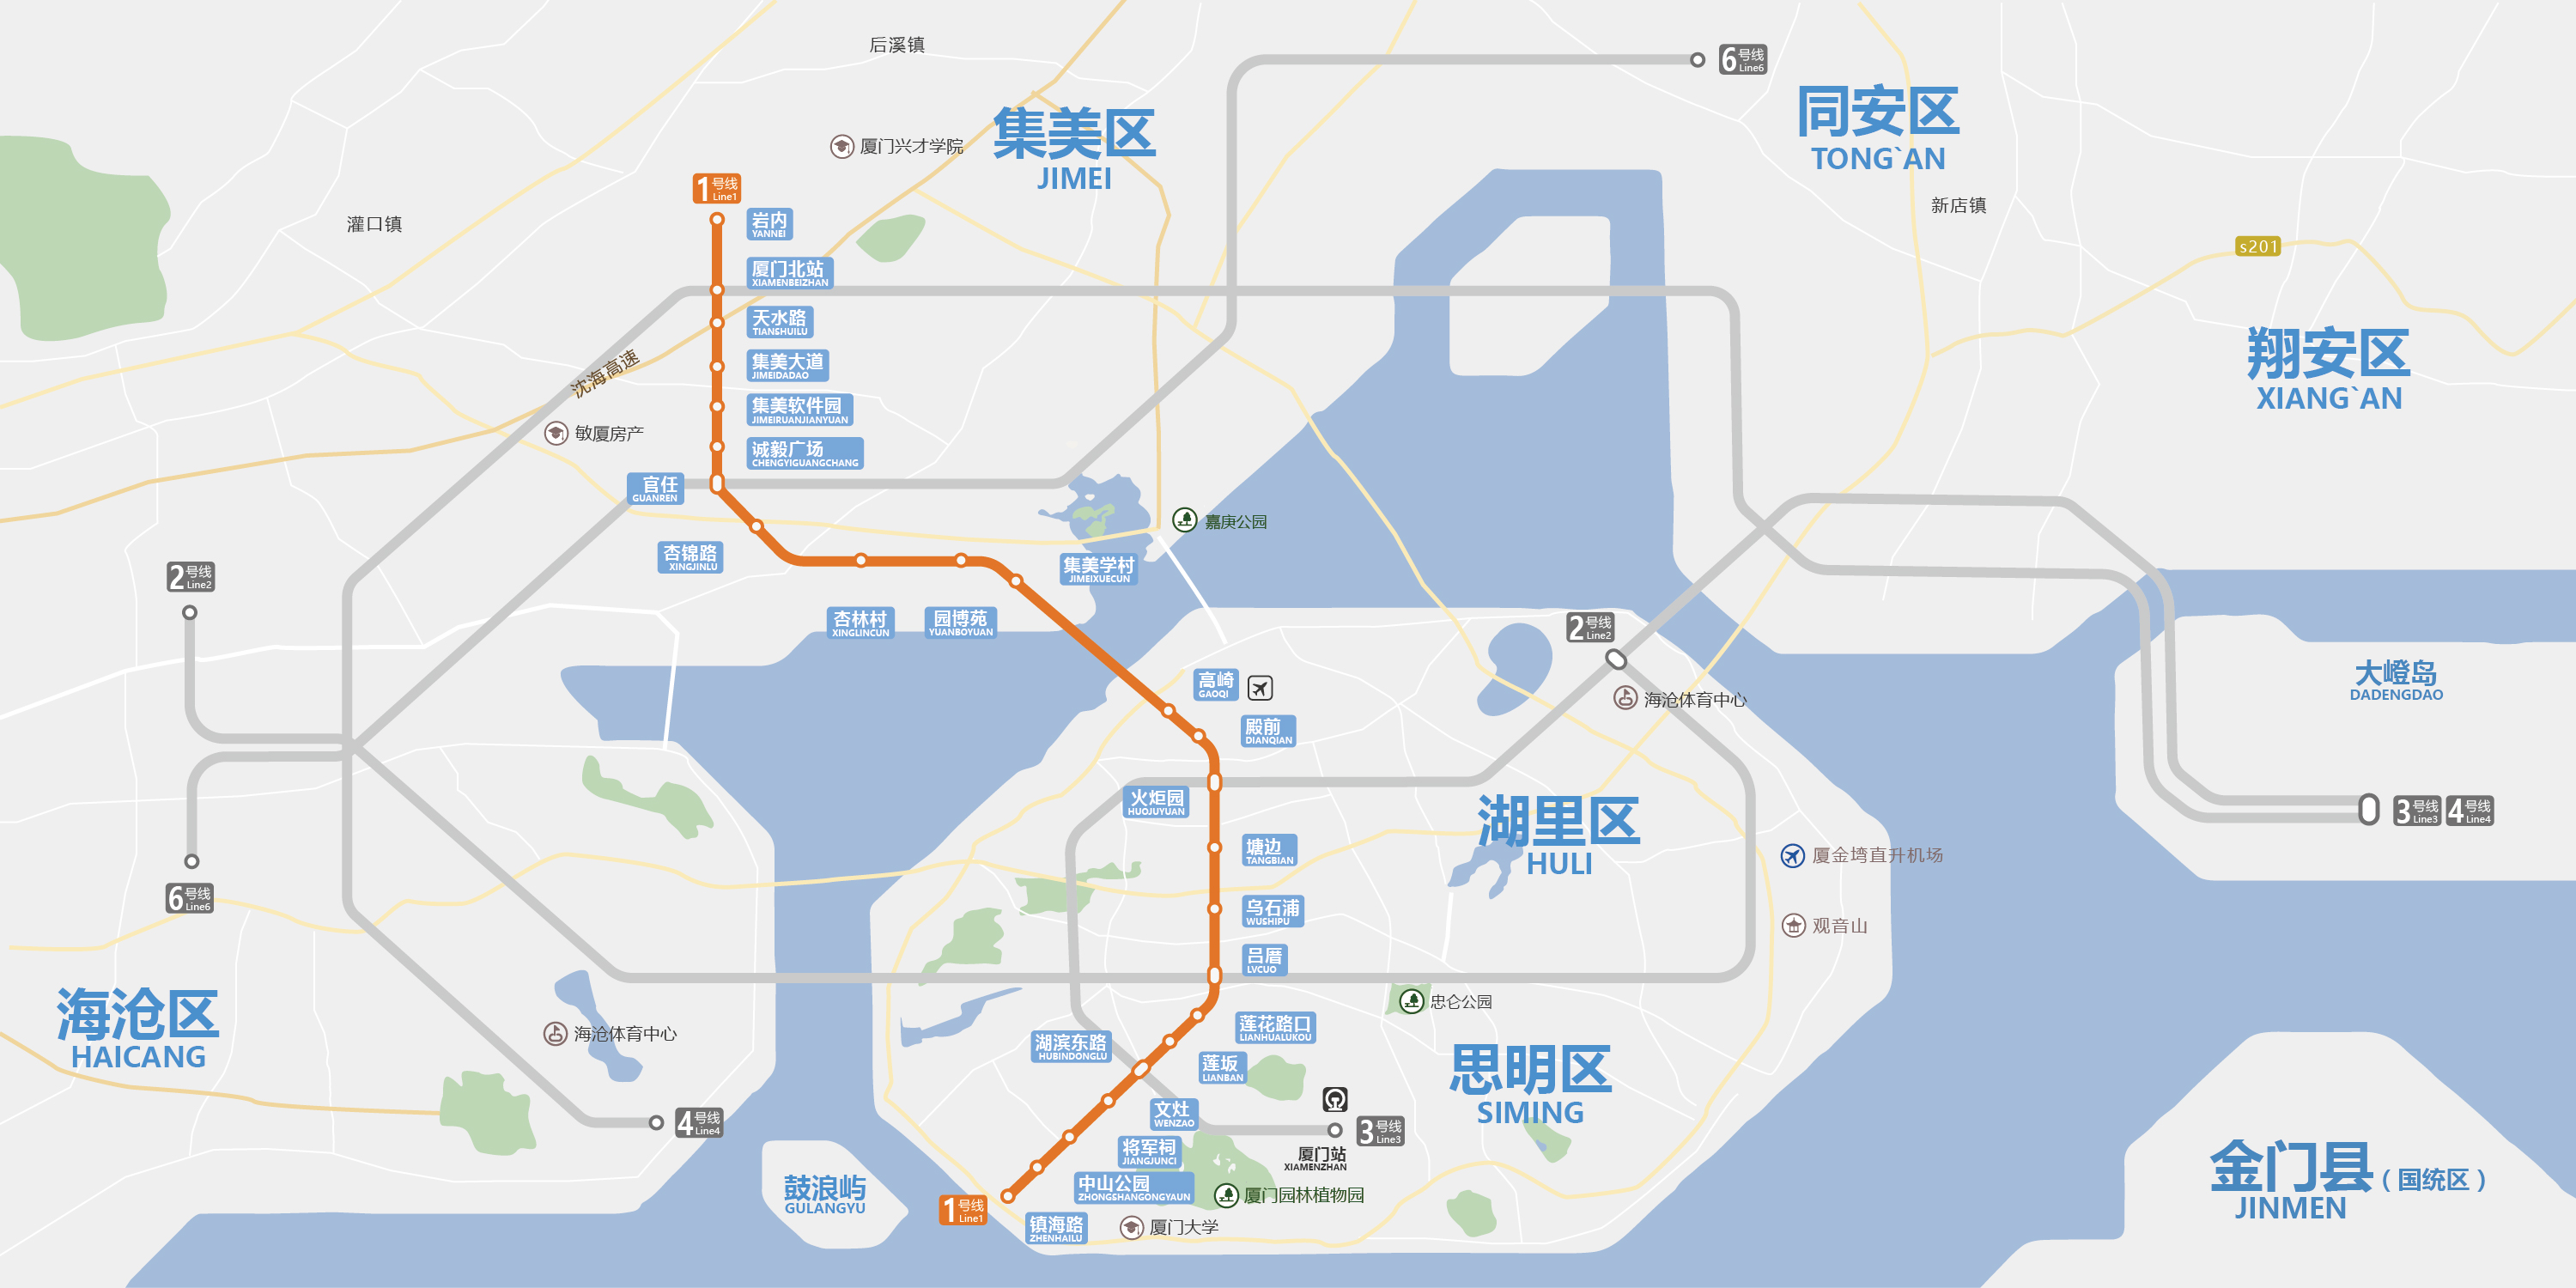 后溪镇
6号线
Line6
同安区
TONG`AN
集美区
JIMEI
厦门兴才学院
1号线
Line1
灌口镇
新店镇
s201
岩内
YANNEI
厦门北站
XIAMENBEIZHAN
天水路
TIANSHUILU
集美大道
JIMEIDADAO
集美软件园
JIMEIRUANJIANYUAN
诚毅广场
CHENGYIGUANGCHANG
沈海高速
敏厦房产
翔安区
XIANG`AN
官任
GUANREN
嘉庚公园
杏锦路
XINGJINLU
集美学村
JIMEIXUECUN
2号线
Line2
杏林村
XINGLINCUN
园博苑
YUANBOYUAN
2号线
Line2
高崎
GAOQI
海沧体育中心
大嶝岛
DADENGDAO
殿前
DIANQIAN
火炬园
HUOJUYUAN
湖里区
HULI
3号线
Line3
4号线
Line4
塘边
TANGBIAN
厦金湾直升机场
6号线
Line6
乌石浦
WUSHIPU
观音山
吕厝
LVCUO
海沧区
HAICANG
忠仑公园
海沧体育中心
莲花路口
LIANHUALUKOU
湖滨东路
HUBINDONGLU
莲坂
LIANBAN
思明区
SIMING
4号线
Line4
文灶
WENZAO
3号线
Line3
将军祠
JIANGJUNCI
厦门站
XIAMENZHAN
鼓浪屿
GULANGYU
中山公园
ZHONGSHANGONGYAUN
厦门园林植物园
1号线
Line1
镇海路
ZHENHAILU
厦门大学
金门县（国统区）
JINMEN